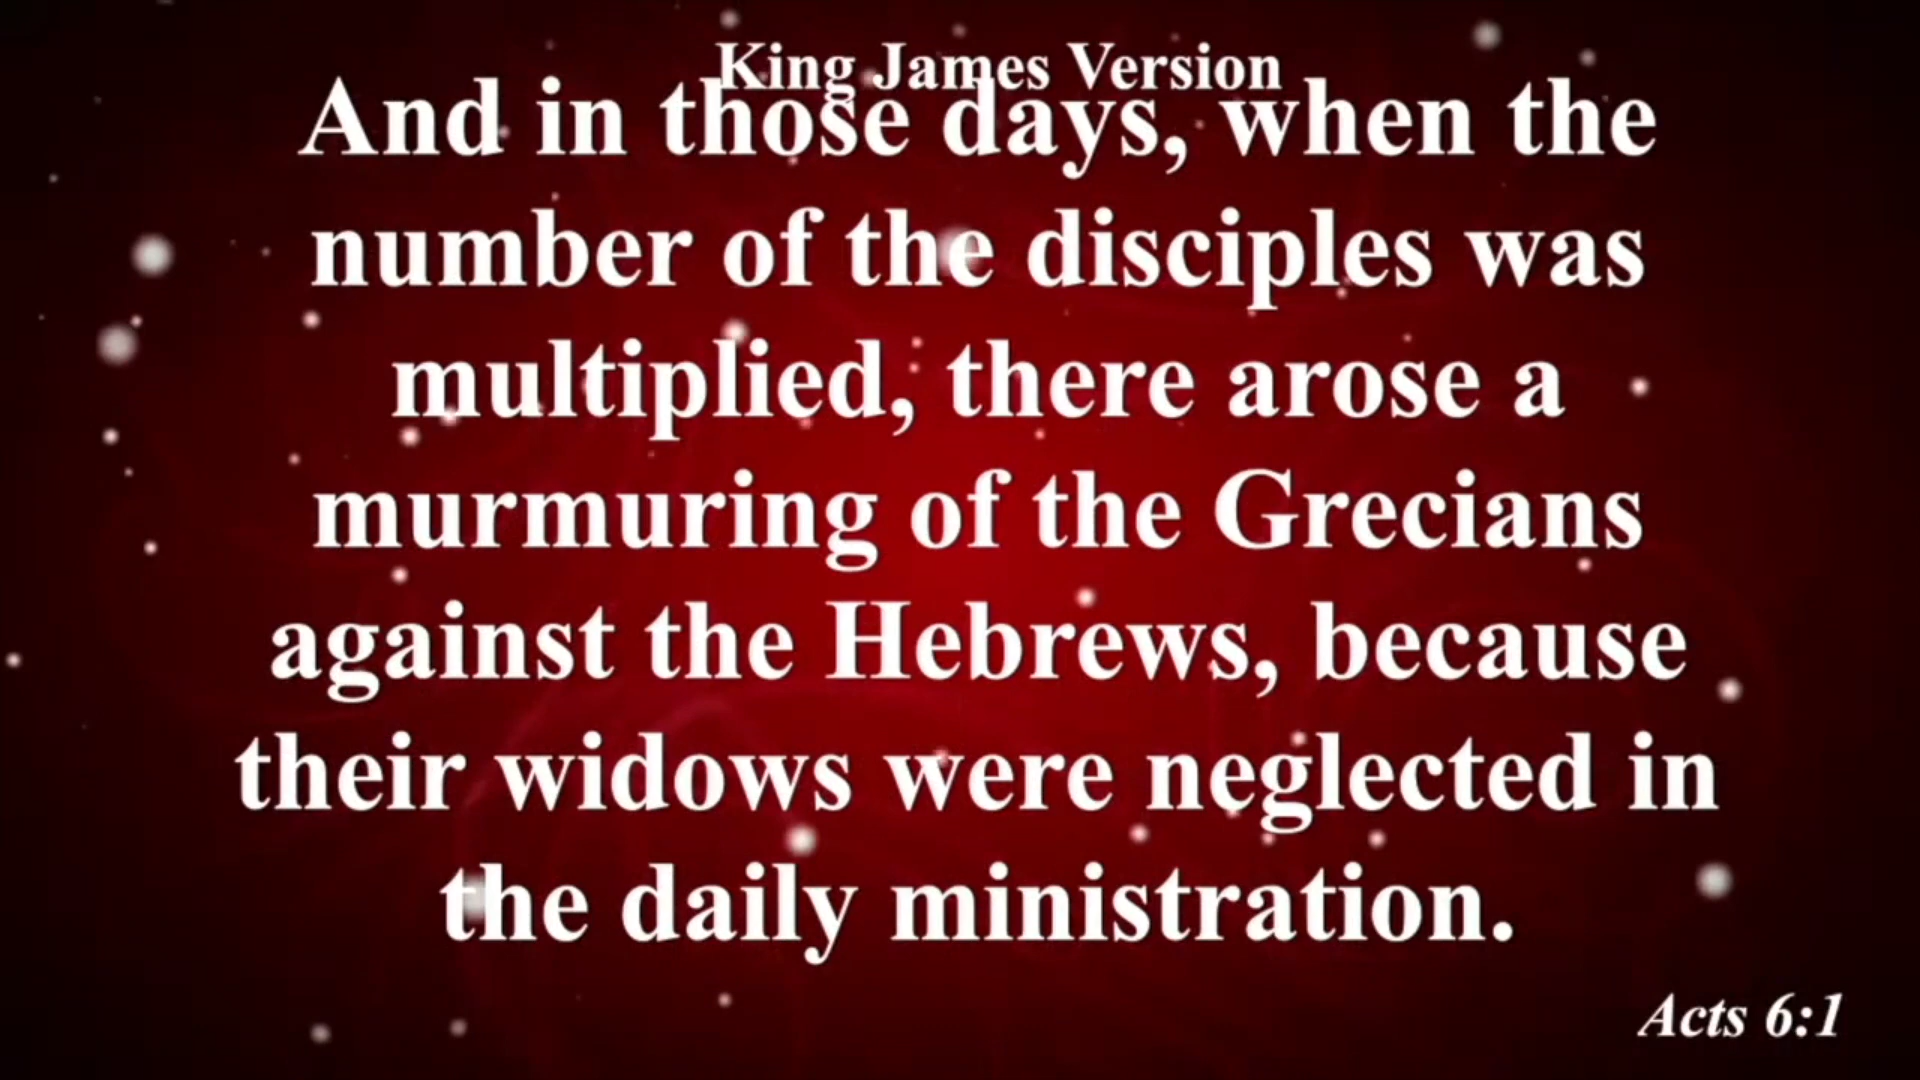 King James Version
And in those days, when the
number of the disciples was
multiplied, there arose a
murmuring of the Grecians
against the Hebrews, because
their widows were neglected in
the daily ministration.
Acts 6:1